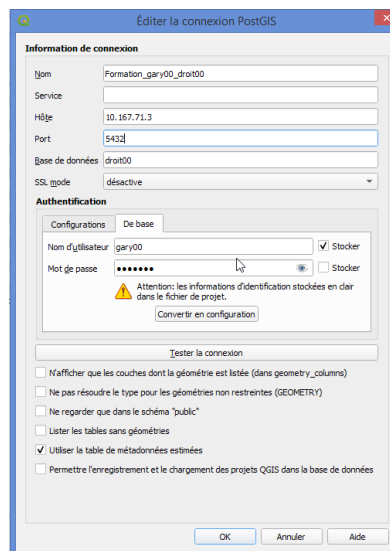 Éditer la connexion PostGIS
Information de connexion
Nom Formation_gary00_droit00
Service
Hôte 10.167.71.3
Port 5432
Base de données droit00
SSL mode désactive
Authentification
Configurations De base
Nom d'utilisateur gary00 Stocker
Mot de passe ●●●●●●● Stocker
Attention: les informations d'identification stockées en clair
dans le fichier de projet.
Convertir en configuration
Tester la connexion
N'afficher que les couches dont la géométrie est listée (dans geometry_columns)
Ne pas résoudre le type pour les géométries non restreintes (GEOMETRY)
Ne regarder que dans le schéma "public"
Lister les tables sans géométries
Utiliser la table de métadonnées estimées
Permettre l'enregistrement et le chargement des projets QGIS dans la base de données
OK Annuler Aide